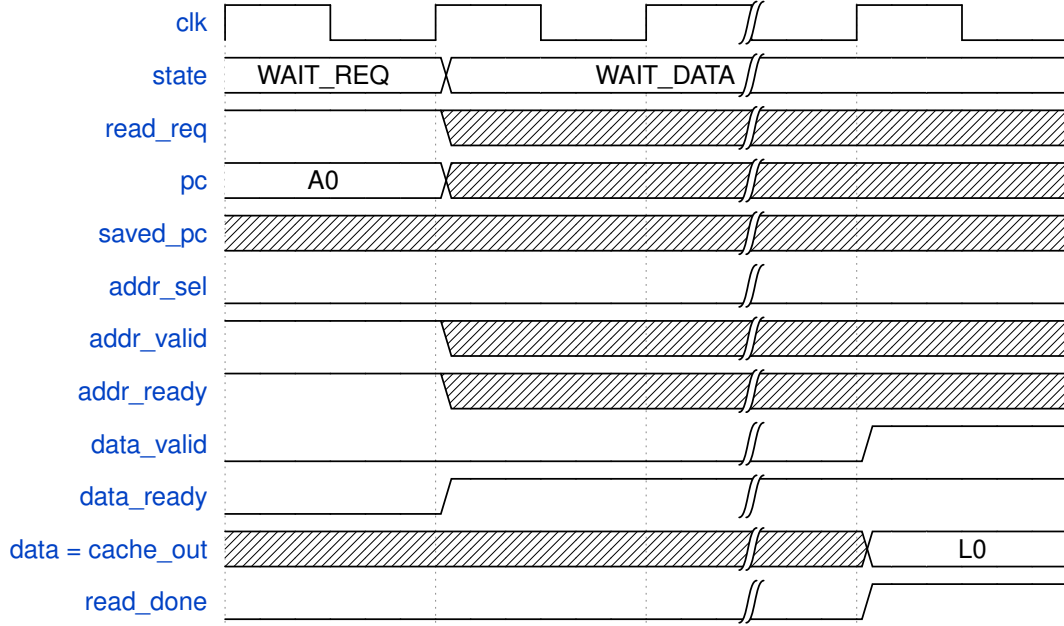 clk
state WAIT_REQ WAIT_DATA
read_req
pc A0
saved_pc
addr_sel
addr_valid
addr_ready
data_valid
data_ready
data = cache_out L0
read_done